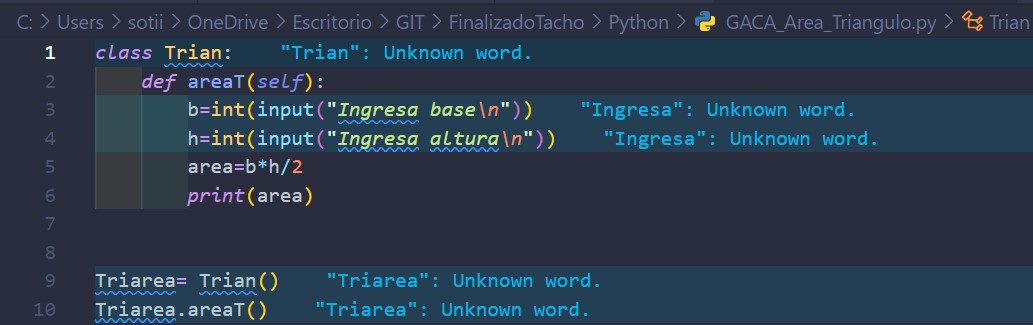 C: > Users > sotii > OneDrive > Escritorio > GIT > FinalizadoTacho > Python > GACA_Area_Triangulo.py > Trian
1 class Trian: "Trian": Unknown word.
2 def areaT(self):
3 b=int(input("Ingresa base\n")) "Ingresa": Unknown word.
4 h=int(input("Ingresa altura\n")) "Ingresa": Unknown word.
5 area=b*h/2
6 print(area)
7
8
9 Triarea= Trian() "Triarea": Unknown word.
10 Triarea.areaT() "Triarea": Unknown word.